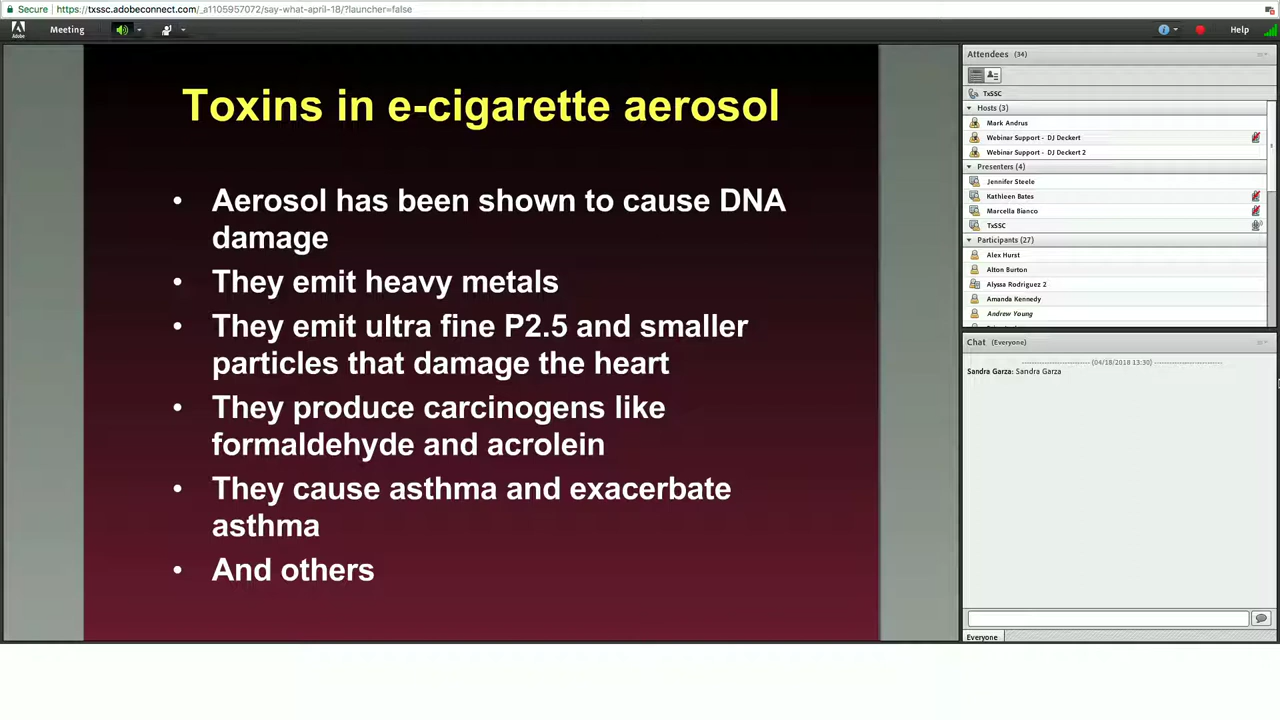 Secure https://txssc.adobeconnect.com/_a1105957072/say-what-april-18/?launcher=false
Adobe
Meeting
Help
Toxins in e-cigarette aerosol
• Aerosol has been shown to cause DNA
damage
• They emit heavy metals
• They emit ultra fine P2.5 and smaller
particles that damage the heart
• They produce carcinogens like
formaldehyde and acrolein
• They cause asthma and exacerbate
asthma
• And others
Attendees (34)
TxSSC
Hosts (3)
Mark Andrus
Webinar Support - DJ Deckert
Webinar Support - DJ Deckert 2
Presenters (4)
Jennifer Steele
Kathleen Bates
Marcella Bianco
TxSSC
Participants (27)
Alex Hurst
Alton Burton
Alyssa Rodriguez 2
Amanda Kennedy
Andrew Young
Chat (Everyone)
(04/18/2018 13:30)
Sandra Garza: Sandra Garza
Everyone